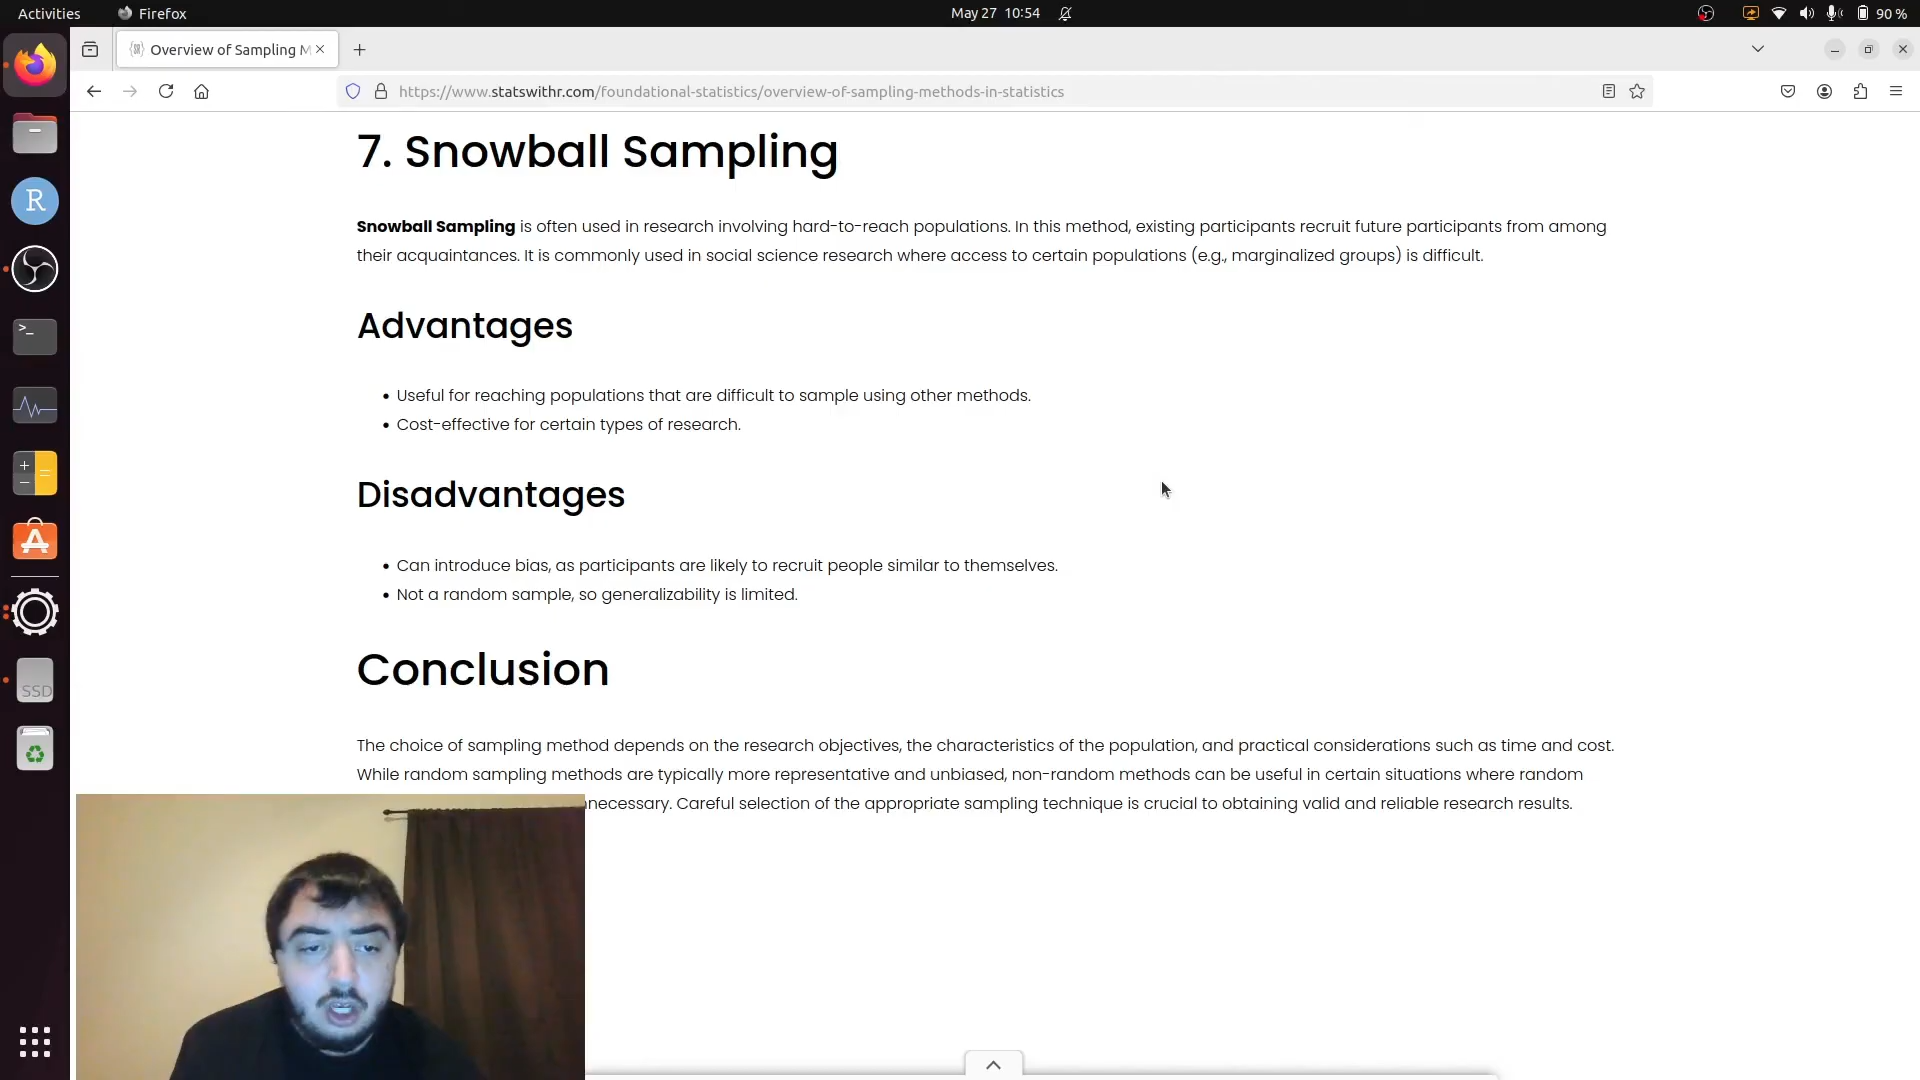 Activities
Firefox
May 27 10:54
90 %
Overview of Sampling M
https://www.statswithr.com/foundational-statistics/overview-of-sampling-methods-in-statistics
R
>_
SSD
7. Snowball Sampling
Snowball Sampling is often used in research involving hard-to-reach populations. In this method, existing participants recruit future participants from among
their acquaintances. It is commonly used in social science research where access to certain populations (e.g., marginalized groups) is difficult.
Advantages
• Useful for reaching populations that are difficult to sample using other methods.
• Cost-effective for certain types of research.
Disadvantages
• Can introduce bias, as participants are likely to recruit people similar to themselves.
• Not a random sample, so generalizability is limited.
Conclusion
The choice of sampling method depends on the research objectives, the characteristics of the population, and practical considerations such as time and cost.
While random sampling methods are typically more representative and unbiased, non-random methods can be useful in certain situations where random
necessary. Careful selection of the appropriate sampling technique is crucial to obtaining valid and reliable research results.